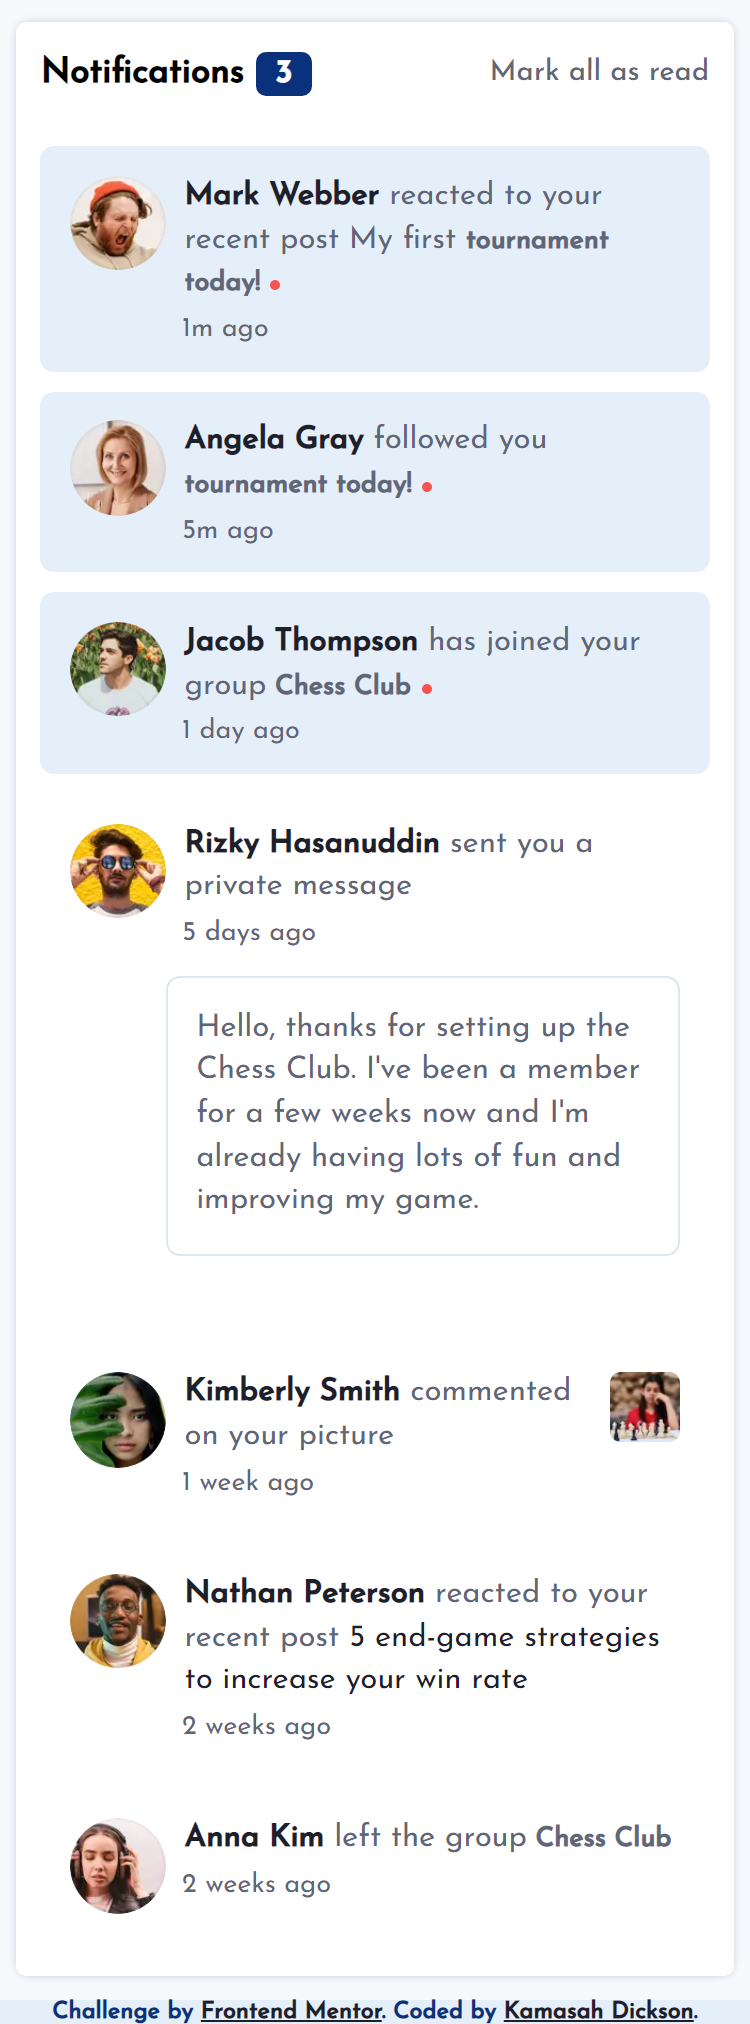 Notifications 3 Mark all as read
Mark Webber reacted to your
recent post My first tournament
today!
1m ago
Angela Gray followed you
tournament today!
5m ago
Jacob Thompson has joined your
group Chess Club
1 day ago
Rizky Hasanuddin sent you a
private message
5 days ago
Hello, thanks for setting up the
Chess Club. I've been a member
for a few weeks now and I'm
already having lots of fun and
improving my game.
Kimberly Smith commented
on your picture
1 week ago
Nathan Peterson reacted to your
recent post 5 end-game strategies
to increase your win rate
2 weeks ago
Anna Kim left the group Chess Club
2 weeks ago
Challenge by Frontend Mentor. Coded by Kamasah Dickson.